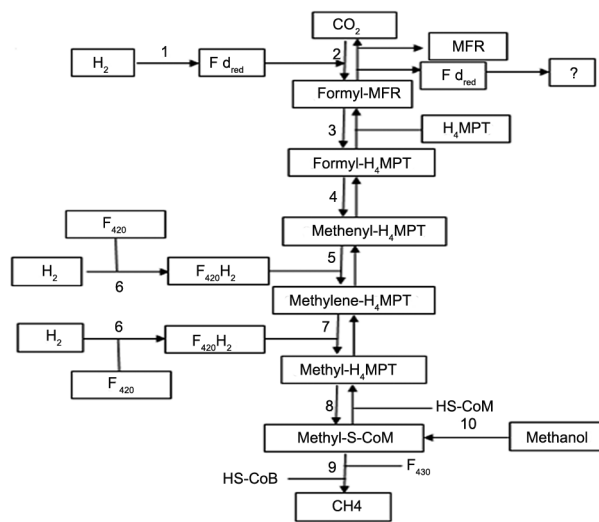 CO₂
1
2
MFR
H₂
F d_red
F d_red
?
Formyl-MFR
3
H₄MPT
Formyl-H₄MPT
4
F₄₂₀
Methenyl-H₄MPT
H₂
6
F₄₂₀H₂
5
Methylene-H₄MPT
H₂
6
F₄₂₀H₂
7
F₄₂₀
Methyl-H₄MPT
8
HS-CoM
10
Methyl-S-CoM
Methanol
9
HS-CoB
F₄₃₀
CH4